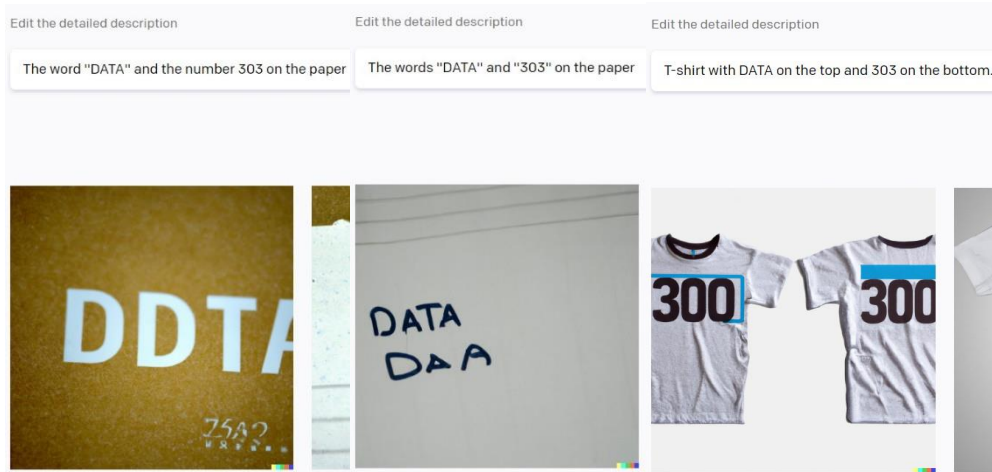 Edit the detailed description
The word "DATA" and the number 303 on the paper
DDTA
Edit the detailed description
The words "DATA" and "303" on the paper
DATA
DAA
Edit the detailed description
T-shirt with DATA on the top and 303 on the bottom.
300
300